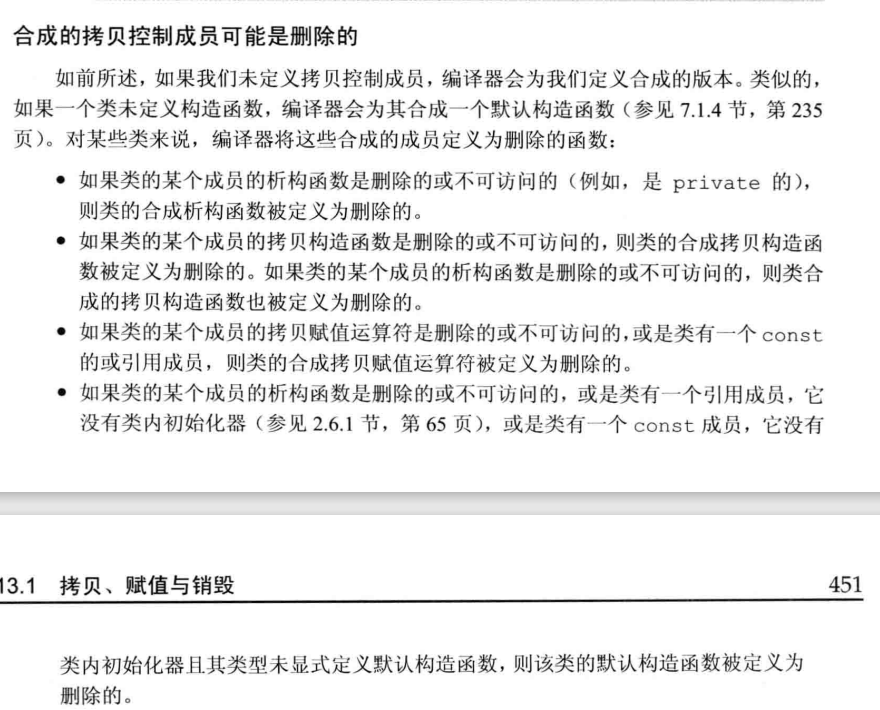 合成的拷贝控制成员可能是删除的
如前所述，如果我们未定义拷贝控制成员，编译器会为我们定义合成的版本。类似的，
如果一个类未定义构造函数，编译器会为其合成一个默认构造函数（参见 7.1.4 节，第 235
页）。对某些类来说，编译器将这些合成的成员定义为删除的函数：
● 如果类的某个成员的析构函数是删除的或不可访问的（例如，是 private 的），
则类的合成析构函数被定义为删除的。
● 如果类的某个成员的拷贝构造函数是删除的或不可访问的，则类的合成拷贝构造函
数被定义为删除的。如果类的某个成员的析构函数是删除的或不可访问的，则类合
成的拷贝构造函数也被定义为删除的。
● 如果类的某个成员的拷贝赋值运算符是删除的或不可访问的，或是类有一个 const
的或引用成员，则类的合成拷贝赋值运算符被定义为删除的。
● 如果类的某个成员的析构函数是删除的或不可访问的，或是类有一个引用成员，它
没有类内初始化器（参见 2.6.1 节，第 65 页），或是类有一个 const 成员，它没有
13.1 拷贝、赋值与销毁 451
类内初始化器且其类型未显式定义默认构造函数，则该类的默认构造函数被定义为
删除的。